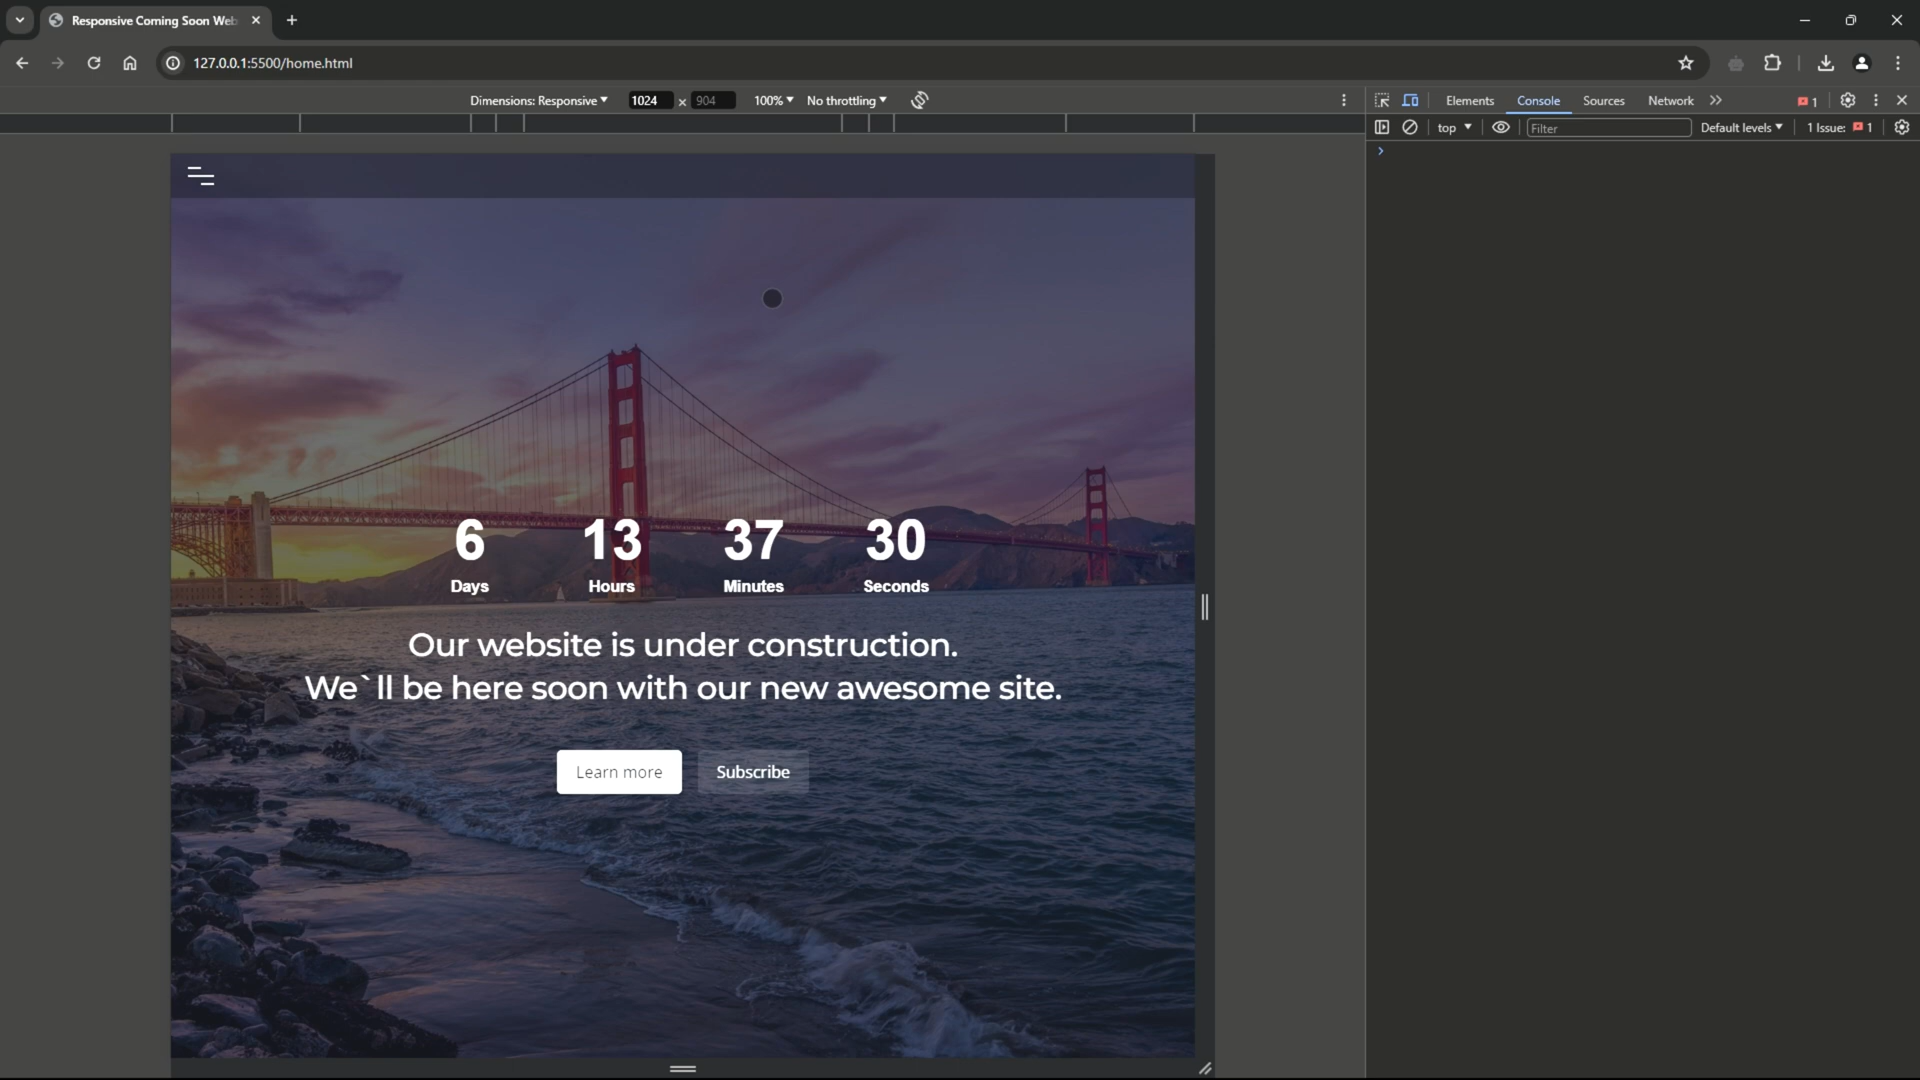 Responsive Coming Soon Web
127.0.0.1:5500/home.html
Dimensions: Responsive 1024 × 904 100% No throttling
Elements Console Sources Network 1
top Filter Default levels 1 Issue: 1
6 13 37 30
Days Hours Minutes Seconds
Our website is under construction.
We`ll be here soon with our new awesome site.
Learn more Subscribe